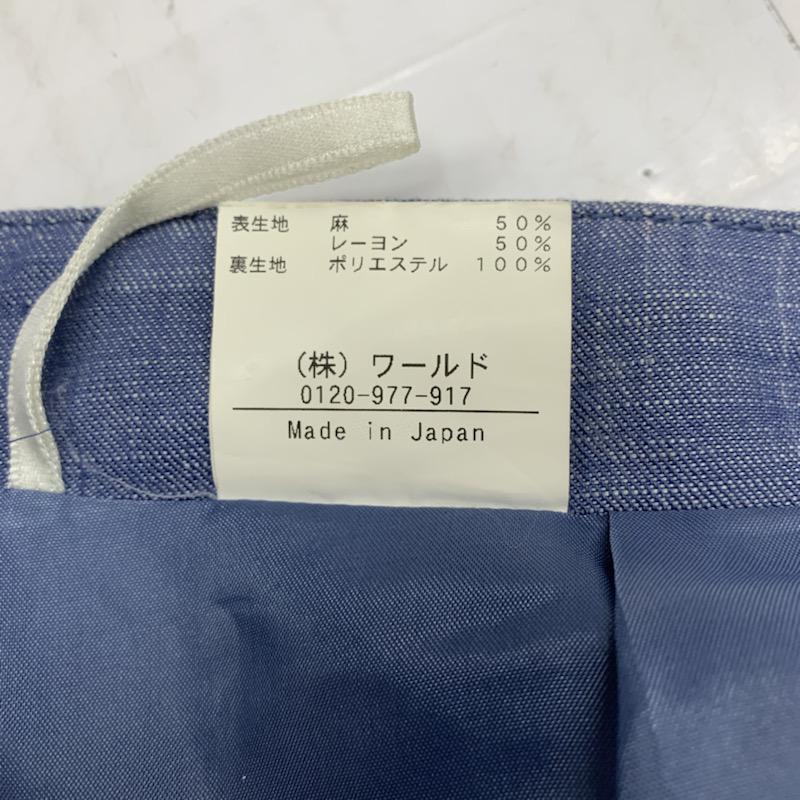 表生地 麻 50%
レーヨン 50%
裏生地 ポリエステル 100%
(株) ワールド
0120-977-917
Made in Japan